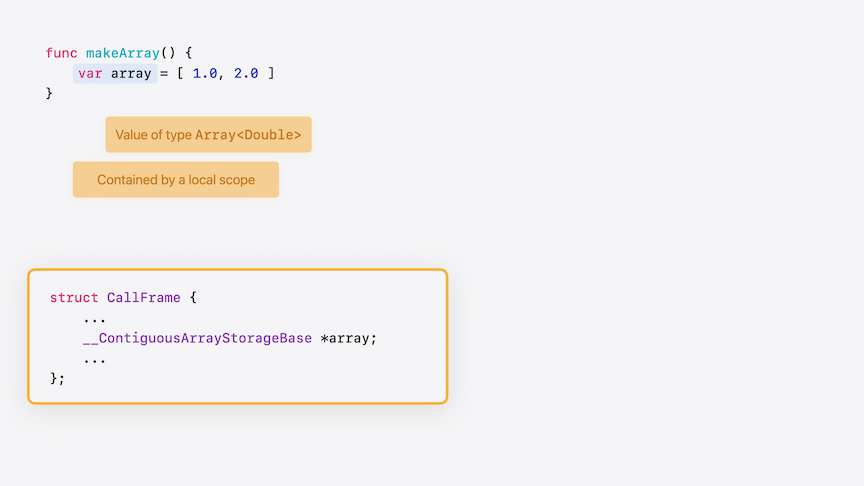 func makeArray() {
var array = [ 1.0, 2.0 ]
}
Value of type Array<Double>
Contained by a local scope
struct CallFrame {
...
__ContiguousArrayStorageBase *array;
...
};